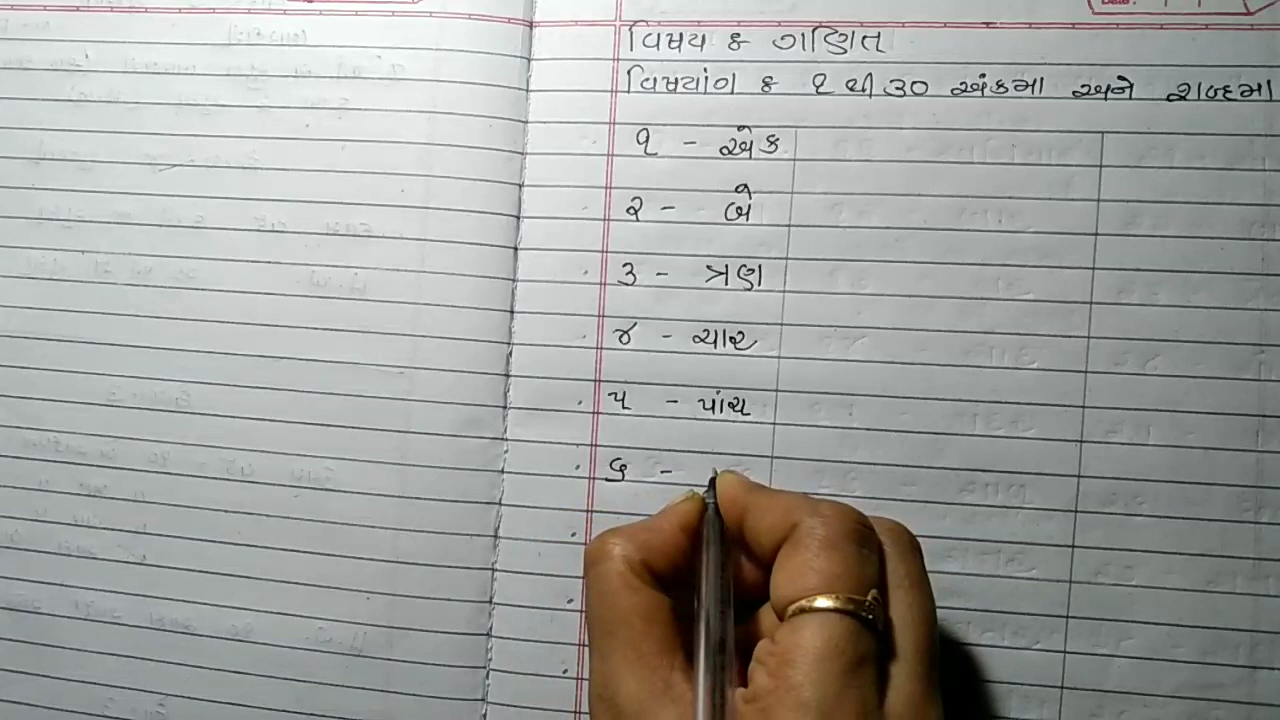 વિષય : ગણિત
વિષયાંગ : ૧ થી ૩૦ અંકમા અને શબ્દમા
૧ - એક
૨ - બે
૩ - ત્રણ
૪ - ચાર
૫ - પાંચ
૬ -